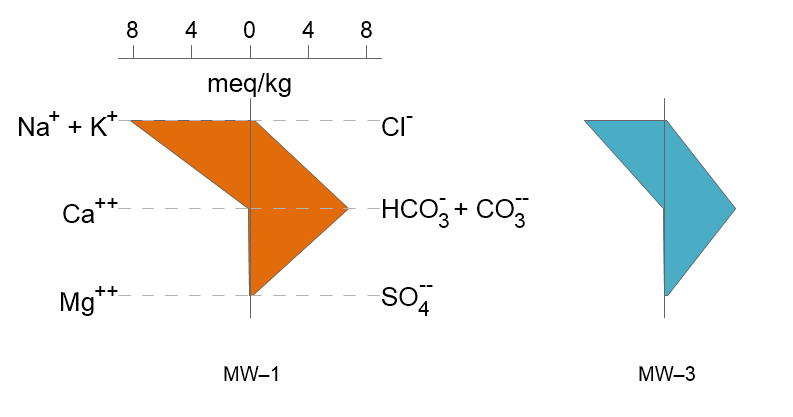 8 4 0 4 8
meq/kg
Na⁺ + K⁺ Cl⁻
Ca⁺⁺ HCO₃⁻ + CO₃⁻⁻
Mg⁺⁺ SO₄⁻⁻
MW–1 MW–3